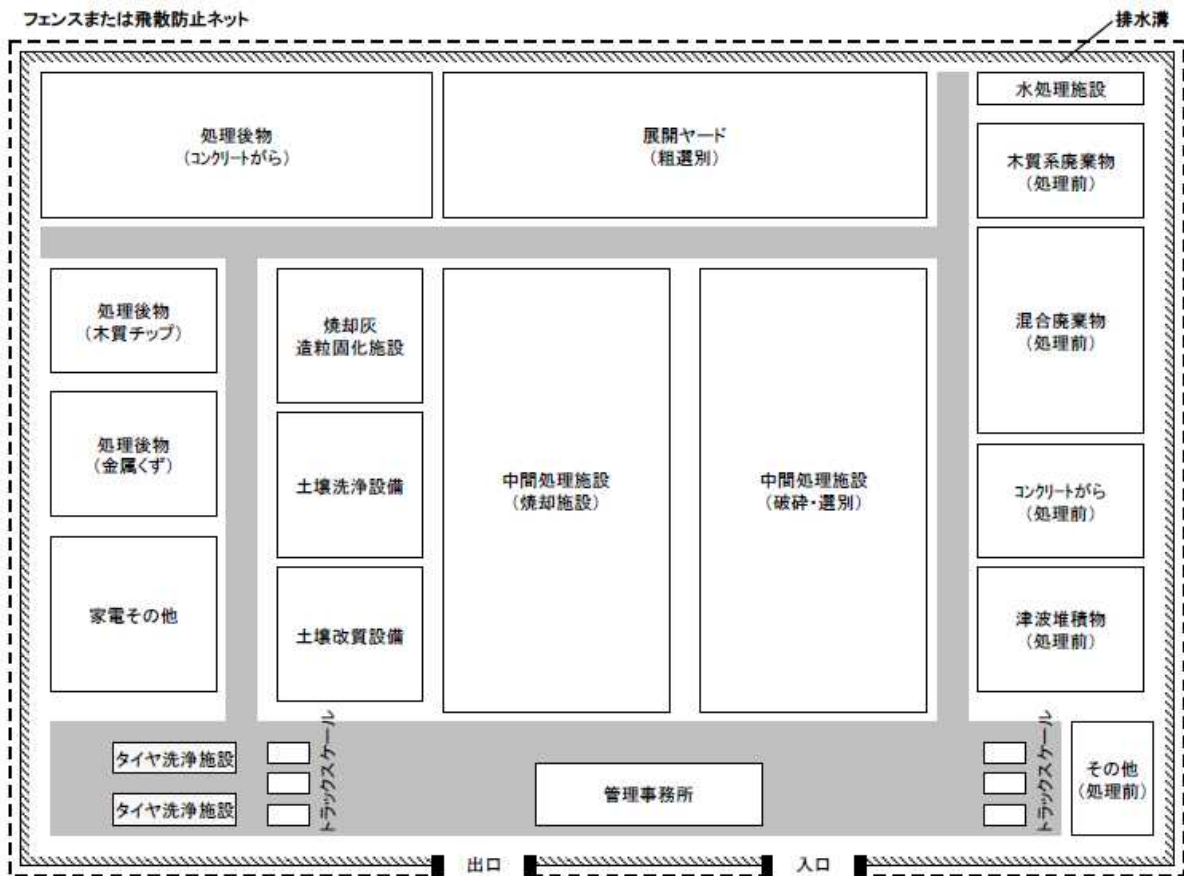 フェンスまたは飛散防止ネット
排水溝
処理後物
(コンクリートがら)
展開ヤード
(粗選別)
水処理施設
木質系廃棄物
(処理前)
処理後物
(木質チップ)
焼却灰
造粒固化施設
混合廃棄物
(処理前)
処理後物
(金属くず)
土壌洗浄設備
中間処理施設
(焼却施設)
中間処理施設
(破砕・選別)
コンクリートがら
(処理前)
家電その他
土壌改質設備
津波堆積物
(処理前)
タイヤ洗浄施設
タイヤ洗浄施設
トラックスケール
管理事務所
トラックスケール
その他
(処理前)
出口
入口